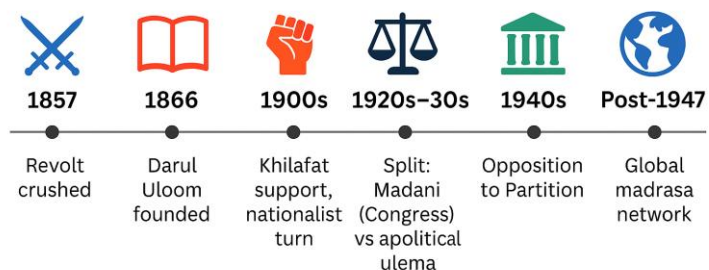 1857
Revolt
crushed
1866
Darul
Uloom
founded
1900s
Khilafat
support,
nationalist
turn
1920s–30s
Split:
Madani
(Congress)
vs apolitical
ulema
1940s
Opposition
to Partition
Post-1947
Global
madrasa
network